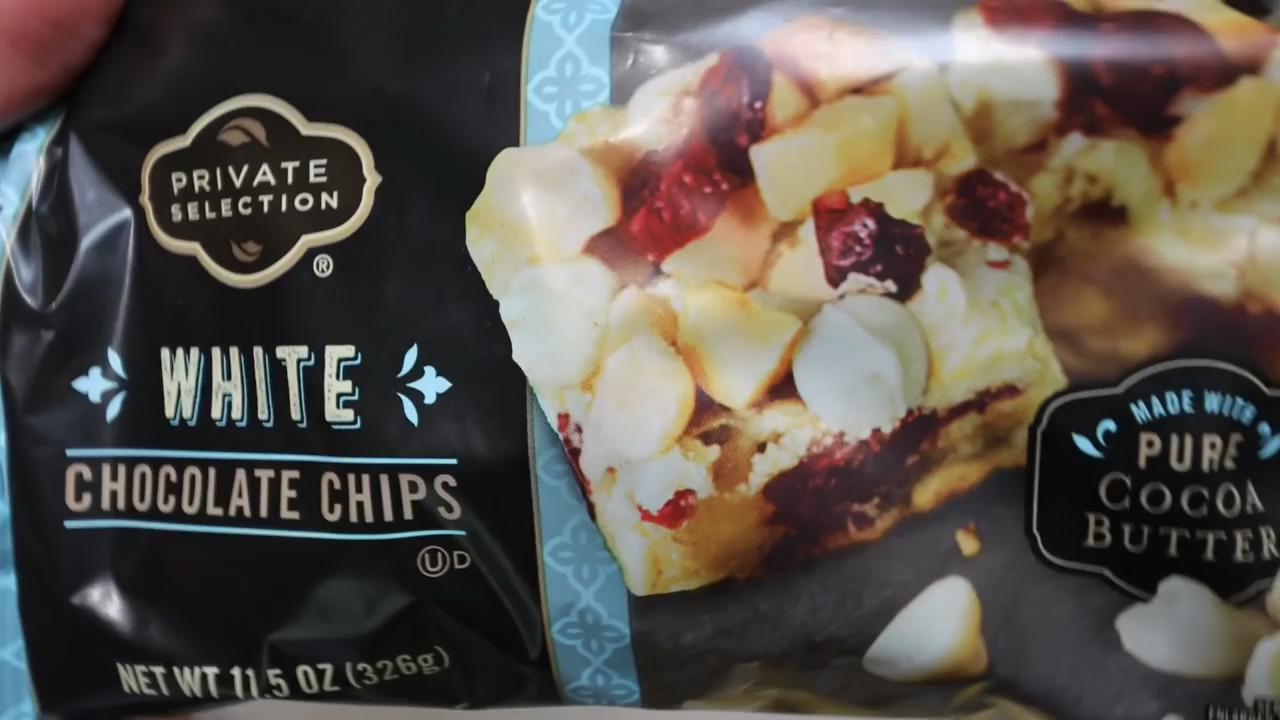 PRIVATE
SELECTION
®
WHITE
CHOCOLATE CHIPS
Ⓤ D
NET WT 11.5 OZ (326g)
MADE WITH
PURE
COCOA
BUTTER